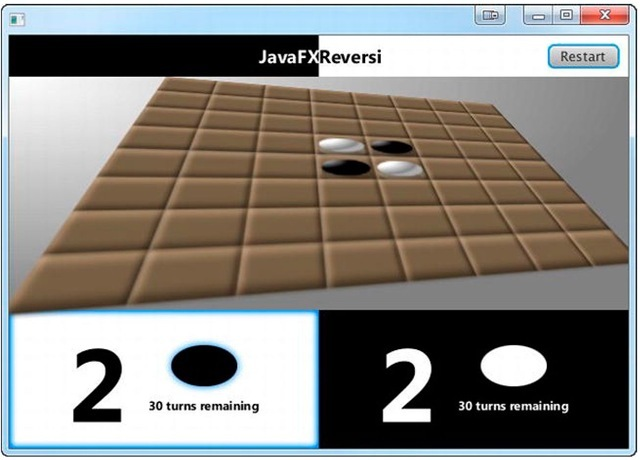 JavaFXReversi
Restart
2
30 turns remaining
2
30 turns remaining